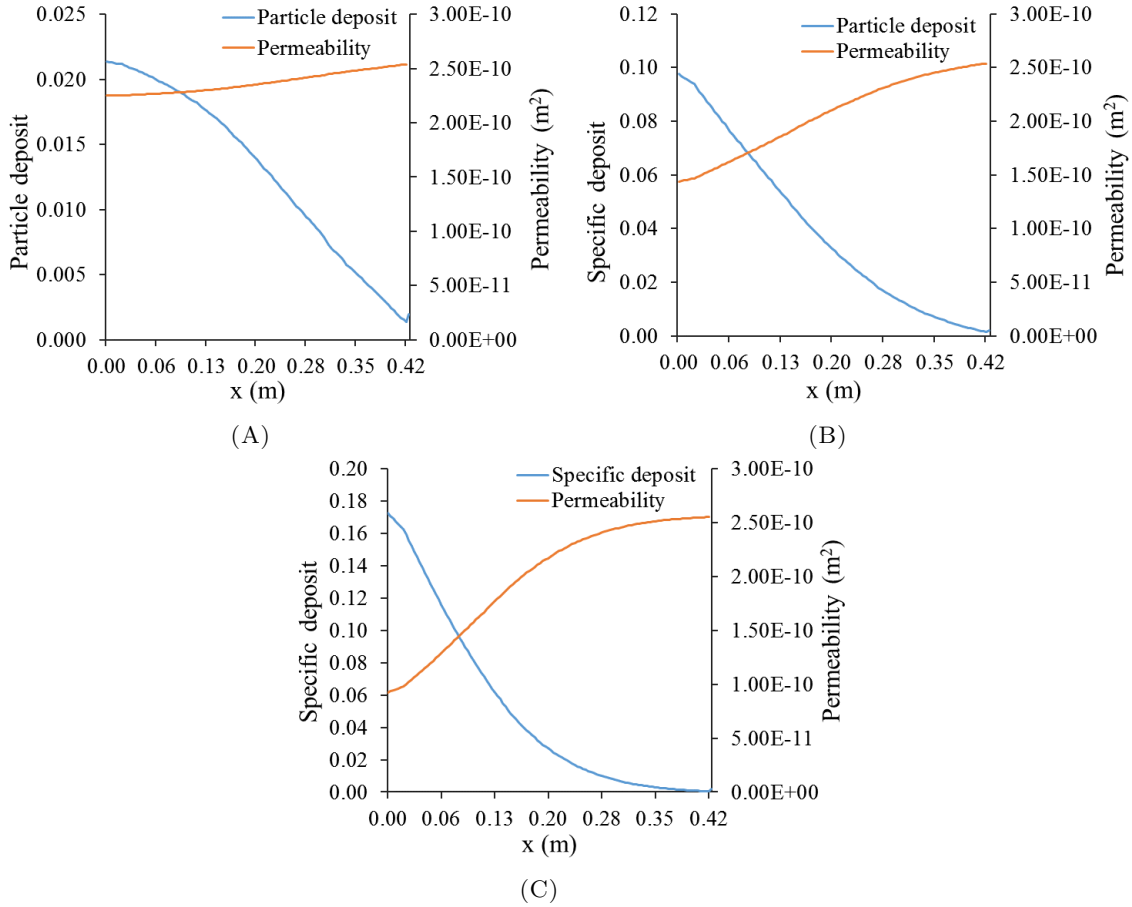 Particle deposit
Permeability
0.025
0.020
0.015
0.010
0.005
0.000
3.00E-10
2.50E-10
2.00E-10
1.50E-10
1.00E-10
5.00E-11
0.00E+00
0.00 0.06 0.13 0.20 0.28 0.35 0.42
x (m)
Particle deposit
Permeability (m²)
(A)
Particle deposit
Permeability
0.12
0.10
0.08
0.06
0.04
0.02
0.00
3.00E-10
2.50E-10
2.00E-10
1.50E-10
1.00E-10
5.00E-11
0.00E+00
0.00 0.06 0.13 0.20 0.28 0.35 0.42
x (m)
Specific deposit
Permeability (m²)
(B)
Specific deposit
Permeability
0.20
0.18
0.16
0.14
0.12
0.10
0.08
0.06
0.04
0.02
0.00
3.00E-10
2.50E-10
2.00E-10
1.50E-10
1.00E-10
5.00E-11
0.00E+00
0.00 0.06 0.13 0.20 0.28 0.35 0.42
x (m)
Specific deposit
Permeability (m²)
(C)